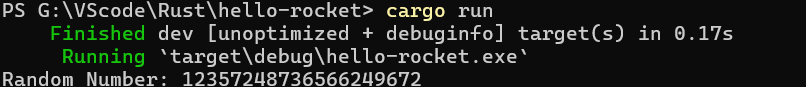 PS G:\VScode\Rust\hello-rocket> cargo run
Finished dev [unoptimized + debuginfo] target(s) in 0.17s
Running `target\debug\hello-rocket.exe`
Random Number: 12357248736566249672